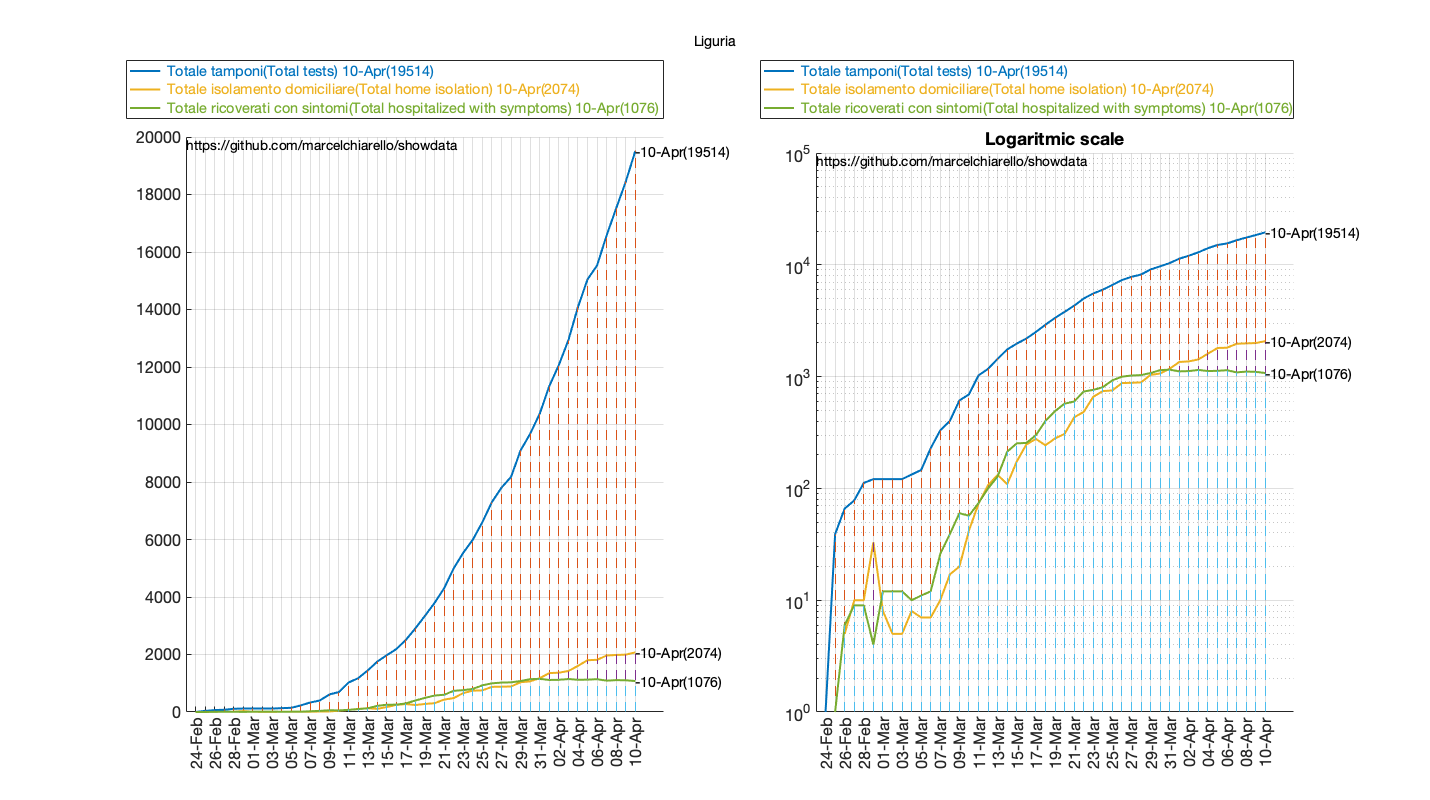 Liguria
Totale tamponi(Total tests) 10-Apr(19514)
Totale isolamento domiciliare(Total home isolation) 10-Apr(2074)
Totale ricoverati con sintomi(Total hospitalized with symptoms) 10-Apr(1076)
https://github.com/marcelchiarello/showdata
20000
18000
16000
14000
12000
10000
8000
6000
4000
2000
0
10-Apr(19514)
10-Apr(2074)
10-Apr(1076)
24-Feb
26-Feb
28-Feb
01-Mar
03-Mar
05-Mar
07-Mar
09-Mar
11-Mar
13-Mar
15-Mar
17-Mar
19-Mar
21-Mar
23-Mar
25-Mar
27-Mar
29-Mar
31-Mar
02-Apr
04-Apr
06-Apr
08-Apr
10-Apr
Totale tamponi(Total tests) 10-Apr(19514)
Totale isolamento domiciliare(Total home isolation) 10-Apr(2074)
Totale ricoverati con sintomi(Total hospitalized with symptoms) 10-Apr(1076)
Logaritmic scale
https://github.com/marcelchiarello/showdata
10^5
10^4
10^3
10^2
10^1
10^0
10-Apr(19514)
10-Apr(2074)
10-Apr(1076)
24-Feb
26-Feb
28-Feb
01-Mar
03-Mar
05-Mar
07-Mar
09-Mar
11-Mar
13-Mar
15-Mar
17-Mar
19-Mar
21-Mar
23-Mar
25-Mar
27-Mar
29-Mar
31-Mar
02-Apr
04-Apr
06-Apr
08-Apr
10-Apr